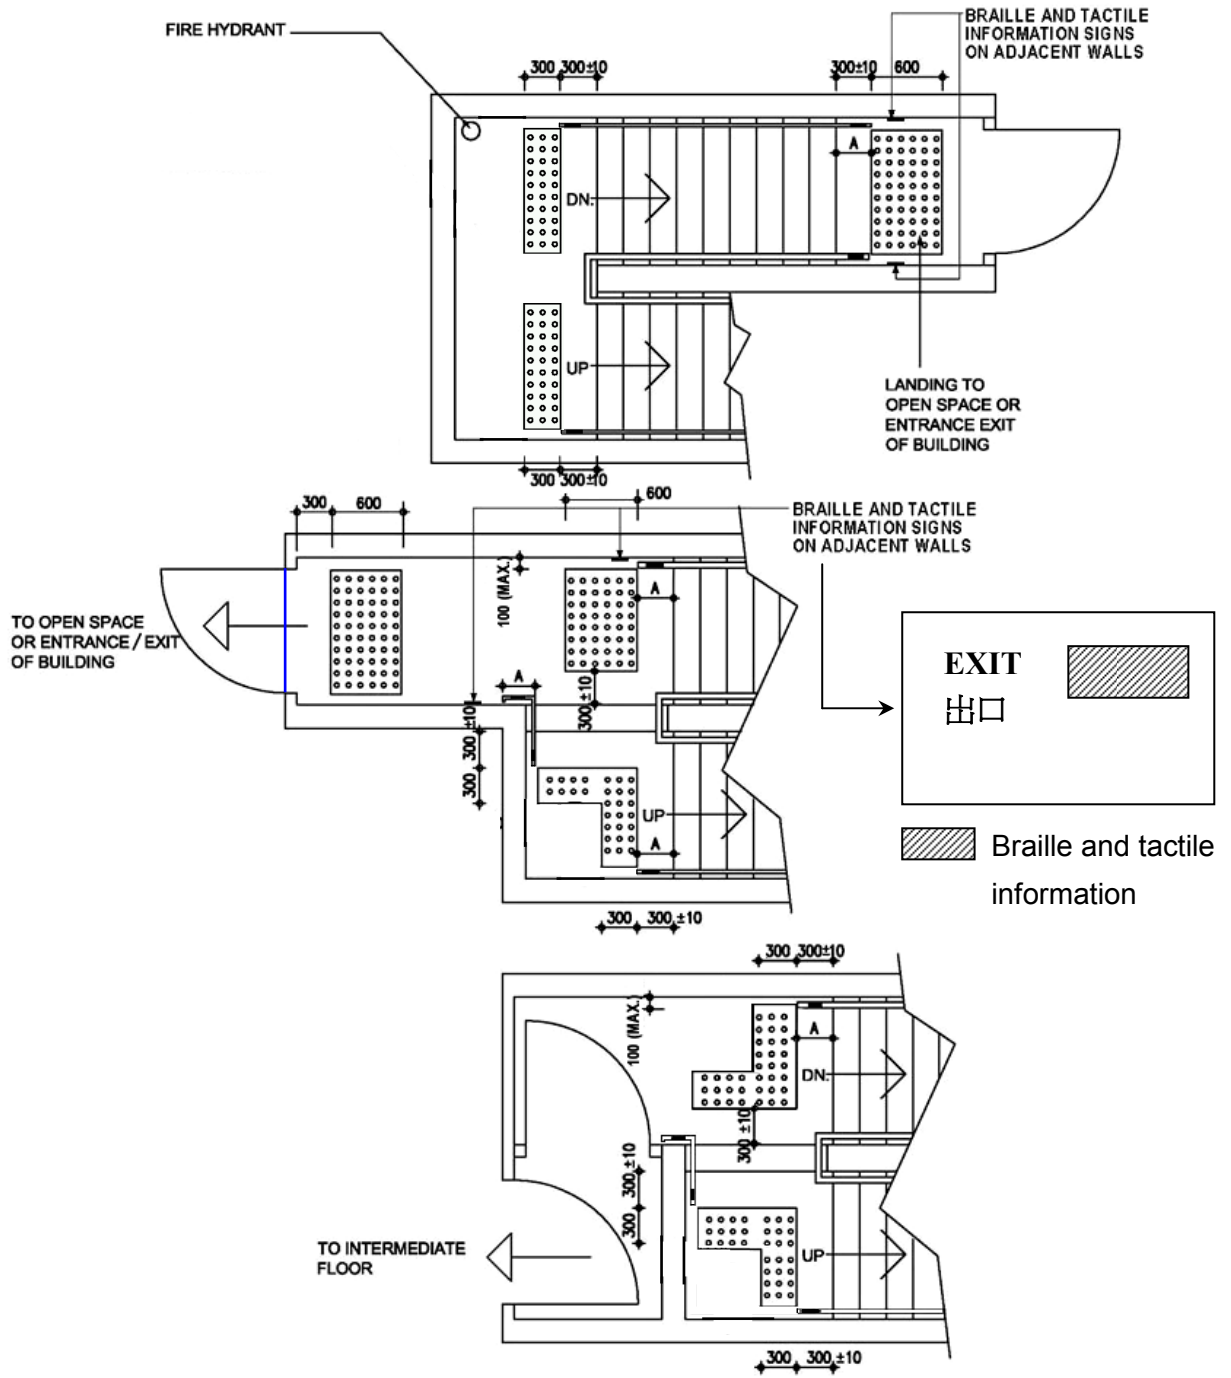 FIRE HYDRANT
BRAILLE AND TACTILE
INFORMATION SIGNS
ON ADJACENT WALLS
300 300±10
300±10 600
A
DN.
UP
LANDING TO
OPEN SPACE OR
ENTRANCE EXIT
OF BUILDING
300 300±10
300 600
600
BRAILLE AND TACTILE
INFORMATION SIGNS
ON ADJACENT WALLS
100 (MAX.)
A
TO OPEN SPACE
OR ENTRANCE / EXIT
OF BUILDING
A
300 ±10
300 ±10
300
UP
A
300 300 ±10
EXIT
出口
Braille and tactile
information
300 300±10
100 (MAX.)
A
DN.
300 ±10
300 ±10
300
TO INTERMEDIATE
FLOOR
UP
300 300 ±10